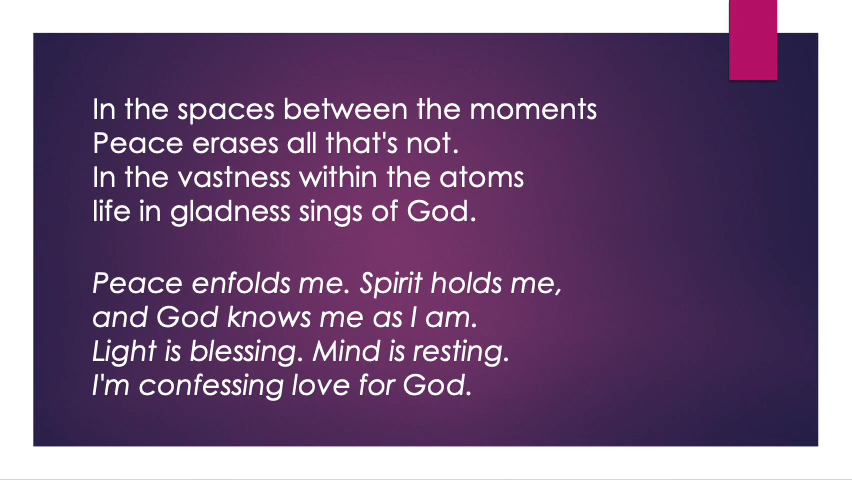 In the spaces between the moments
Peace erases all that's not.
In the vastness within the atoms
life in gladness sings of God.
Peace enfolds me. Spirit holds me,
and God knows me as I am.
Light is blessing. Mind is resting.
I'm confessing love for God.